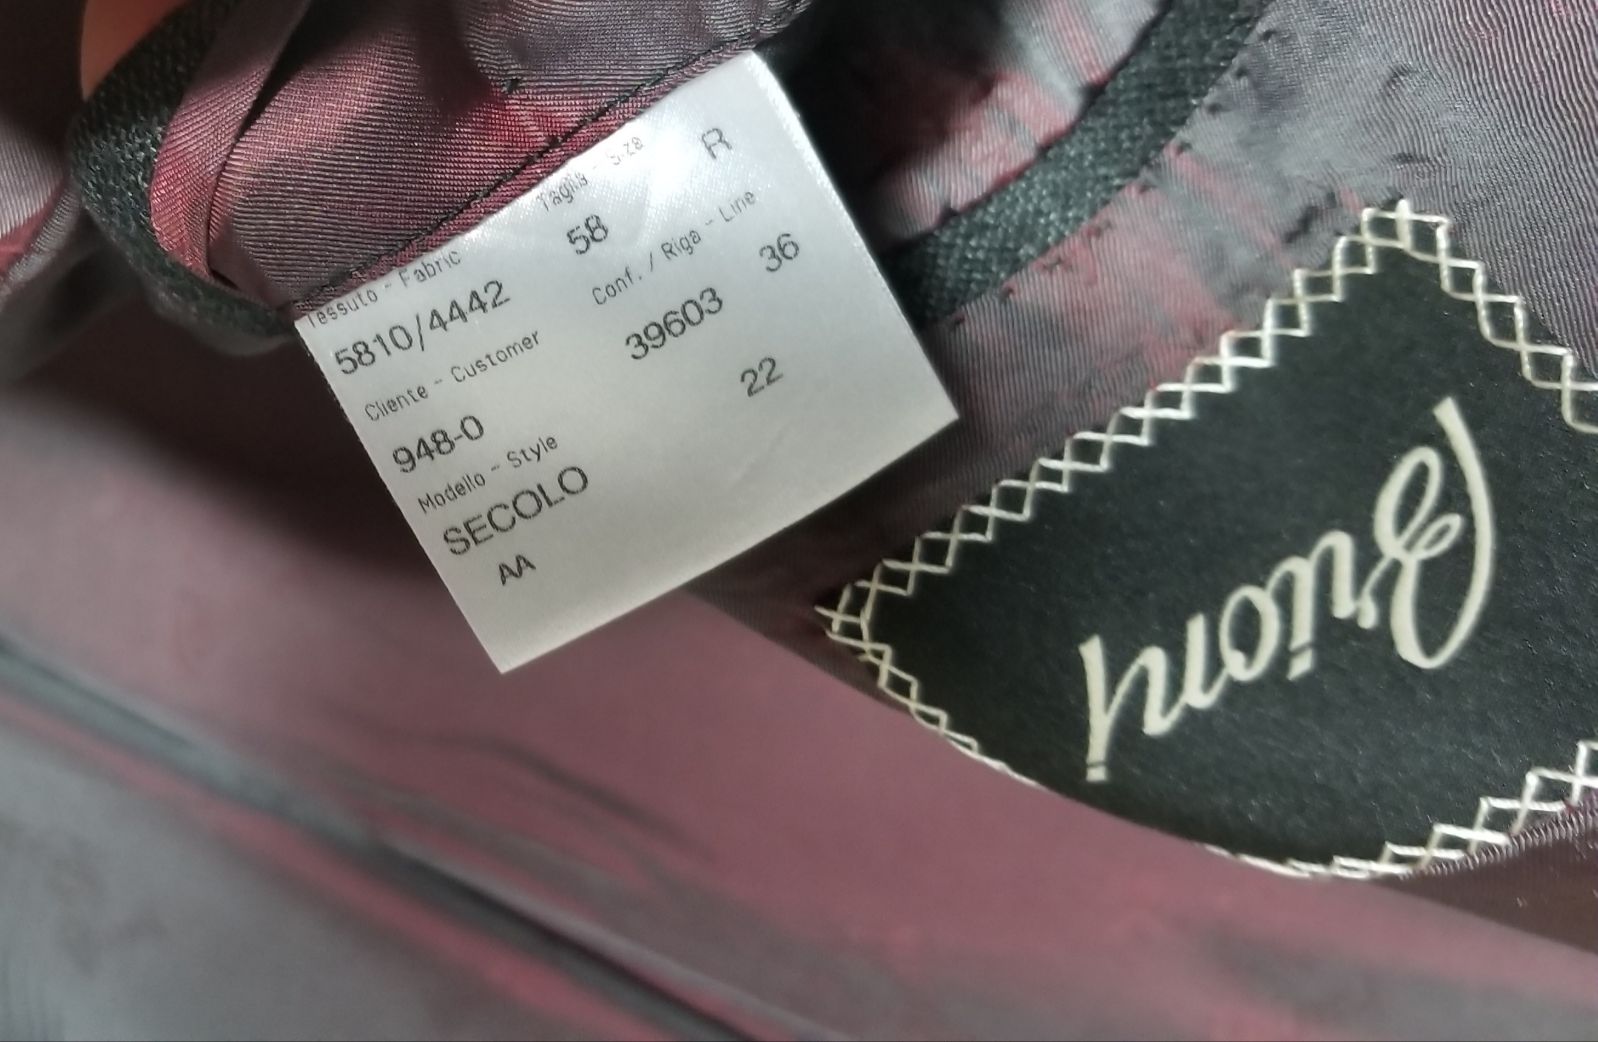 Tessuto - Fabric Taglia - Size
5810/4442 58 R
Cliente - Customer Conf. / Riga - Line
948-0 39603 36
Modello - Style
SECOLO 22
AA
Brioni